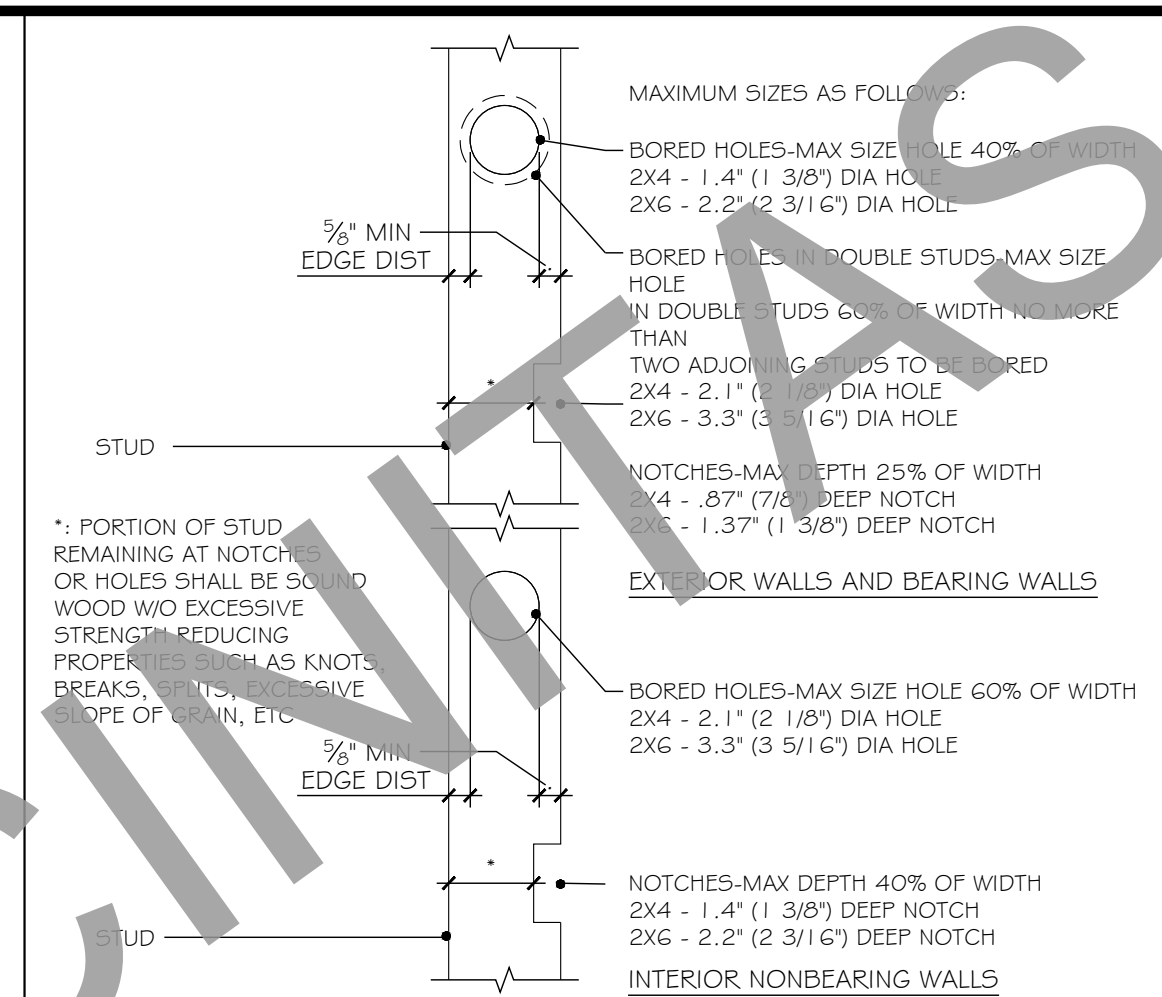 MAXIMUM SIZES AS FOLLOWS:
BORED HOLES-MAX SIZE HOLE 40% OF WIDTH
2X4 - 1.4" (1 3/8") DIA HOLE
2X6 - 2.2" (2 3/16") DIA HOLE
5/8" MIN
EDGE DIST
BORED HOLES IN DOUBLE STUDS-MAX SIZE
HOLE
IN DOUBLE STUDS 60% OF WIDTH NO MORE
THAN
TWO ADJOINING STUDS TO BE BORED
2X4 - 2.1" (2 1/8") DIA HOLE
2X6 - 3.3" (3 5/16") DIA HOLE
*
STUD
NOTCHES-MAX DEPTH 25% OF WIDTH
2X4 - .87" (7/8") DEEP NOTCH
2X6 - 1.37" (1 3/8") DEEP NOTCH
EXTERIOR WALLS AND BEARING WALLS
*: PORTION OF STUD
REMAINING AT NOTCHES
OR HOLES SHALL BE SOUND
WOOD W/O EXCESSIVE
STRENGTH REDUCING
PROPERTIES SUCH AS KNOTS,
BREAKS, SPLITS, EXCESSIVE
SLOPE OF GRAIN, ETC
BORED HOLES-MAX SIZE HOLE 60% OF WIDTH
2X4 - 2.1" (2 1/8") DIA HOLE
2X6 - 3.3" (3 5/16") DIA HOLE
5/8" MIN
EDGE DIST
*
STUD
NOTCHES-MAX DEPTH 40% OF WIDTH
2X4 - 1.4" (1 3/8") DEEP NOTCH
2X6 - 2.2" (2 3/16") DEEP NOTCH
INTERIOR NONBEARING WALLS
CINITAS